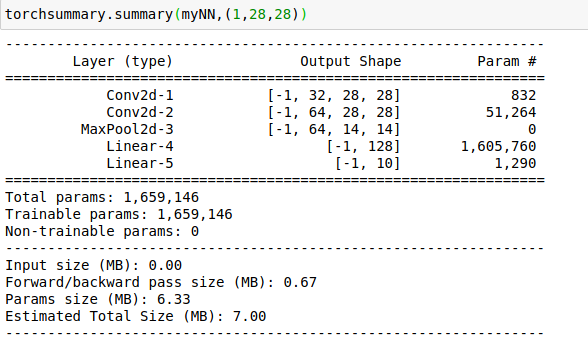 torchsummary.summary(myNN,(1,28,28))
----------------------------------------------------------------
        Layer (type)               Output Shape         Param #
================================================================
            Conv2d-1           [-1, 32, 28, 28]             832
            Conv2d-2           [-1, 64, 28, 28]          51,264
         MaxPool2d-3           [-1, 64, 14, 14]               0
            Linear-4                  [-1, 128]       1,605,760
            Linear-5                   [-1, 10]           1,290
================================================================
Total params: 1,659,146
Trainable params: 1,659,146
Non-trainable params: 0
----------------------------------------------------------------
Input size (MB): 0.00
Forward/backward pass size (MB): 0.67
Params size (MB): 6.33
Estimated Total Size (MB): 7.00
----------------------------------------------------------------